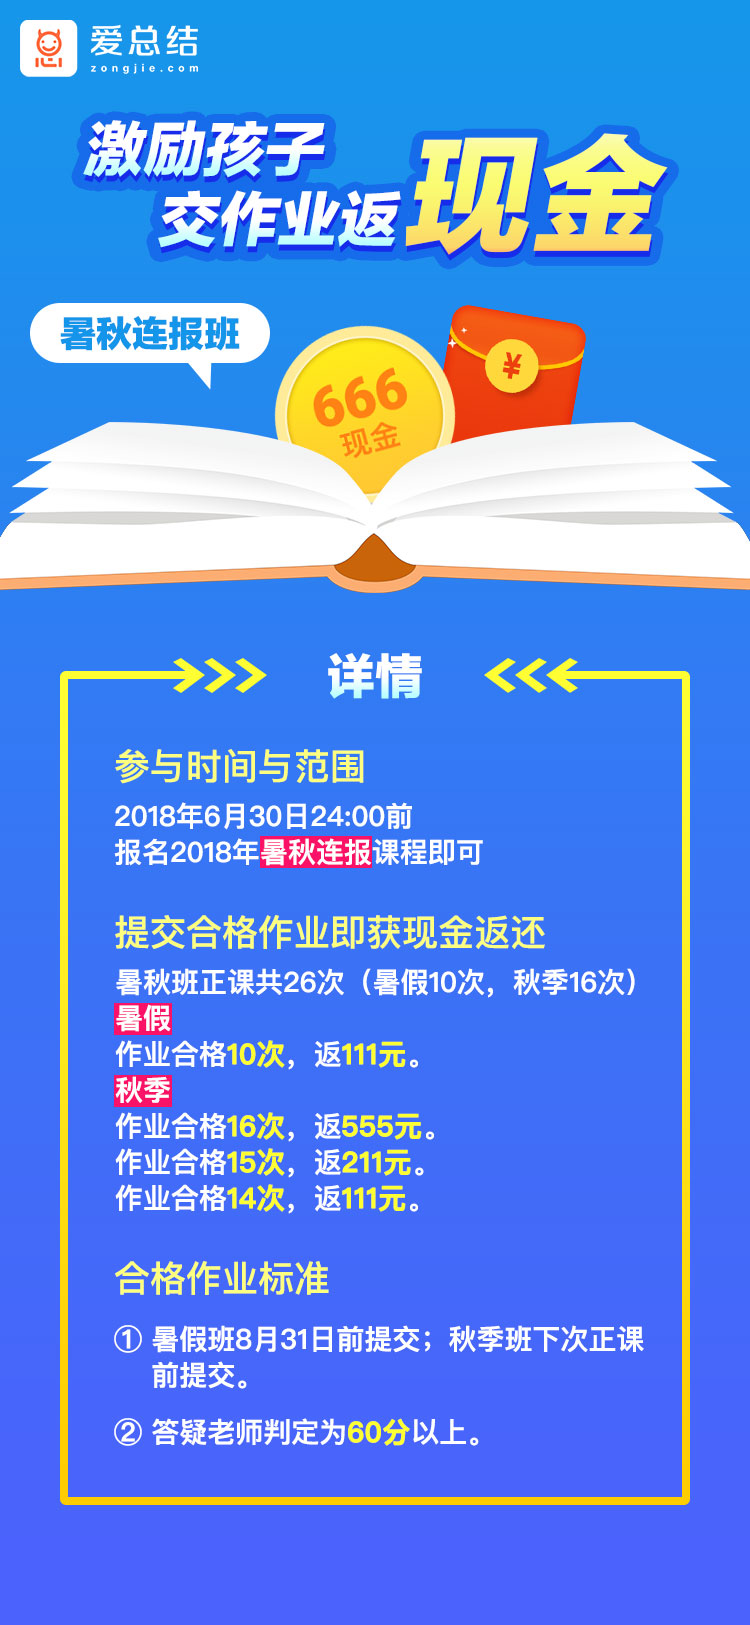 爱总结
zongjie.com
激励孩子
交作业返现金
暑秋连报班
¥
666
现金
详情
参与时间与范围
2018年6月30日24:00前
报名2018年暑秋连报课程即可
提交合格作业即获现金返还
暑秋班正课共26次（暑假10次，秋季16次）
暑假
作业合格10次，返111元。
秋季
作业合格16次，返555元。
作业合格15次，返211元。
作业合格14次，返111元。
合格作业标准
① 暑假班8月31日前提交；秋季班下次正课
前提交。
② 答疑老师判定为60分以上。